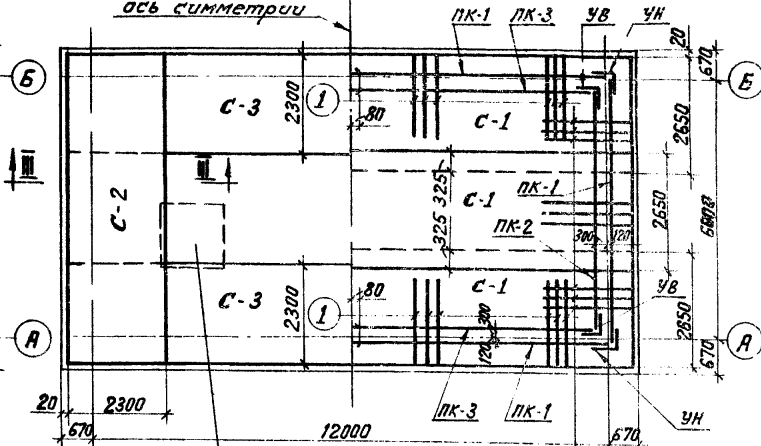 ось симметрии
ПК-1
ПК-3
УВ
УН
20
670
Б
Б
С-3
2300
1
80
С-1
2650
III
III
С-2
325 325
С-1
ПК-1
2650
ПК-2
300
120
С-3
2300
80
1
С-1
УВ
300
120
2650
А
А
670
20
2300
ПК-3
ПК-1
УН
670
12000
670